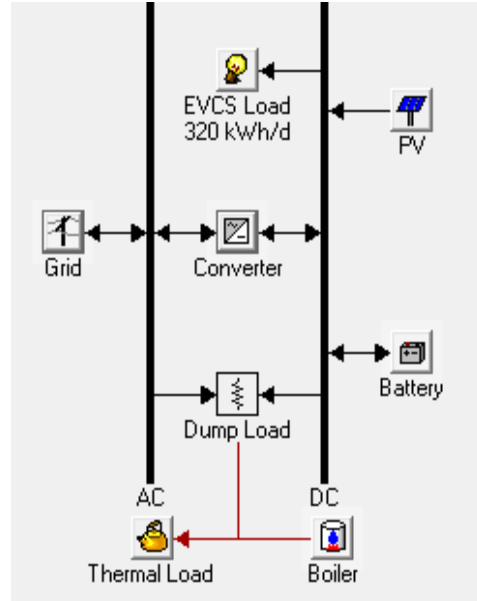 EVCS Load
320 kWh/d
PV
Grid
Converter
Battery
Dump Load
AC
DC
Thermal Load
Boiler